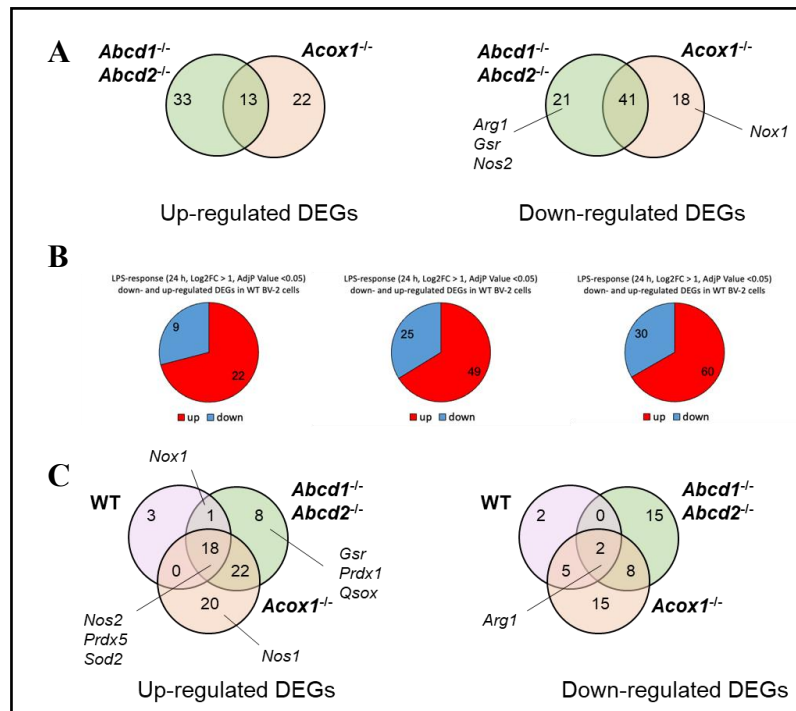 A
Abcd1-/-
Abcd2-/-
Acox1-/-
33
13
22
Up-regulated DEGs
Abcd1-/-
Abcd2-/-
Acox1-/-
21
41
18
Arg1
Gsr
Nos2
Nox1
Down-regulated DEGs
B
LPS-response (24 h, Log2FC > 1, AdjP Value <0.05)
down- and up-regulated DEGs in WT BV-2 cells
9
22
up down
LPS-response (24 h, Log2FC > 1, AdjP Value <0.05)
down- and up-regulated DEGs in WT BV-2 cells
25
49
up down
LPS-response (24 h, Log2FC > 1, AdjP Value <0.05)
down- and up-regulated DEGs in WT BV-2 cells
30
60
up down
C
Nox1
WT
Abcd1-/-
Abcd2-/-
3
1
8
18
0
22
20
Acox1-/-
Gsr
Prdx1
Qsox
Nos2
Prdx5
Sod2
Nos1
Up-regulated DEGs
WT
Abcd1-/-
Abcd2-/-
2
0
15
2
5
8
15
Acox1-/-
Arg1
Down-regulated DEGs